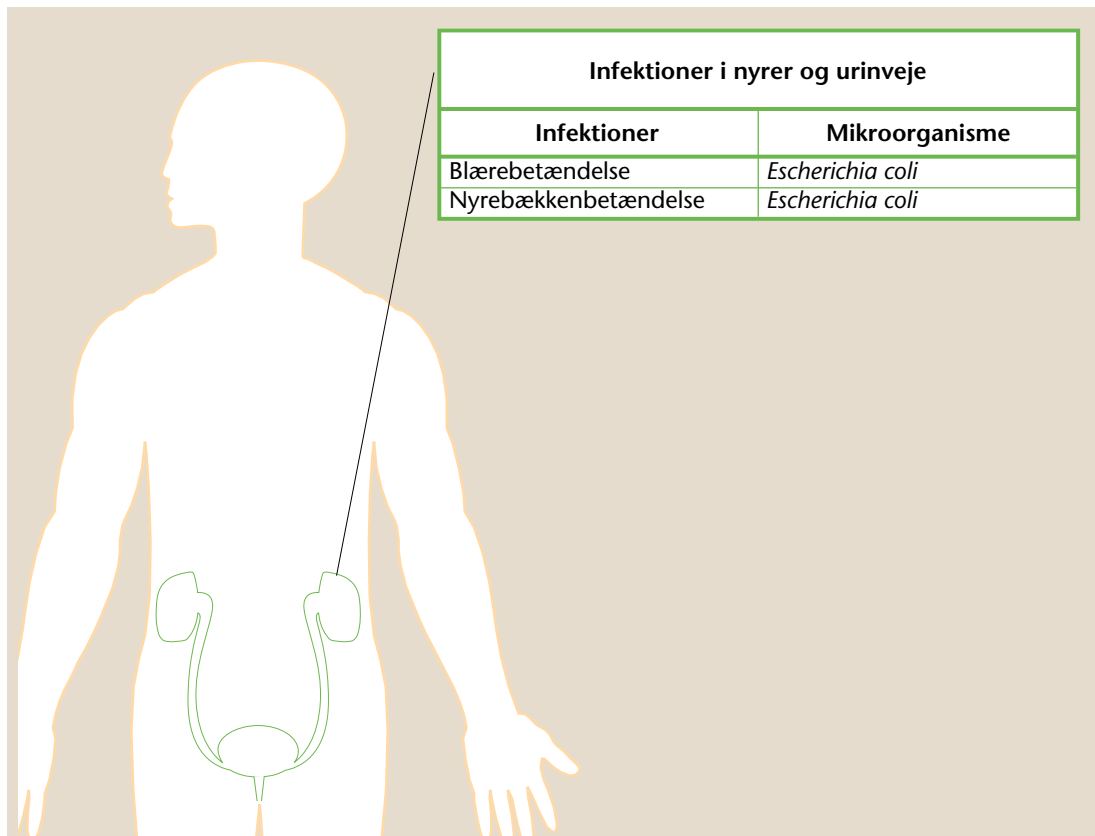 Infektioner i nyrer og urinveje
Infektioner Mikroorganisme
Blærebetændelse Escherichia coli
Nyrebækkenbetændelse Escherichia coli